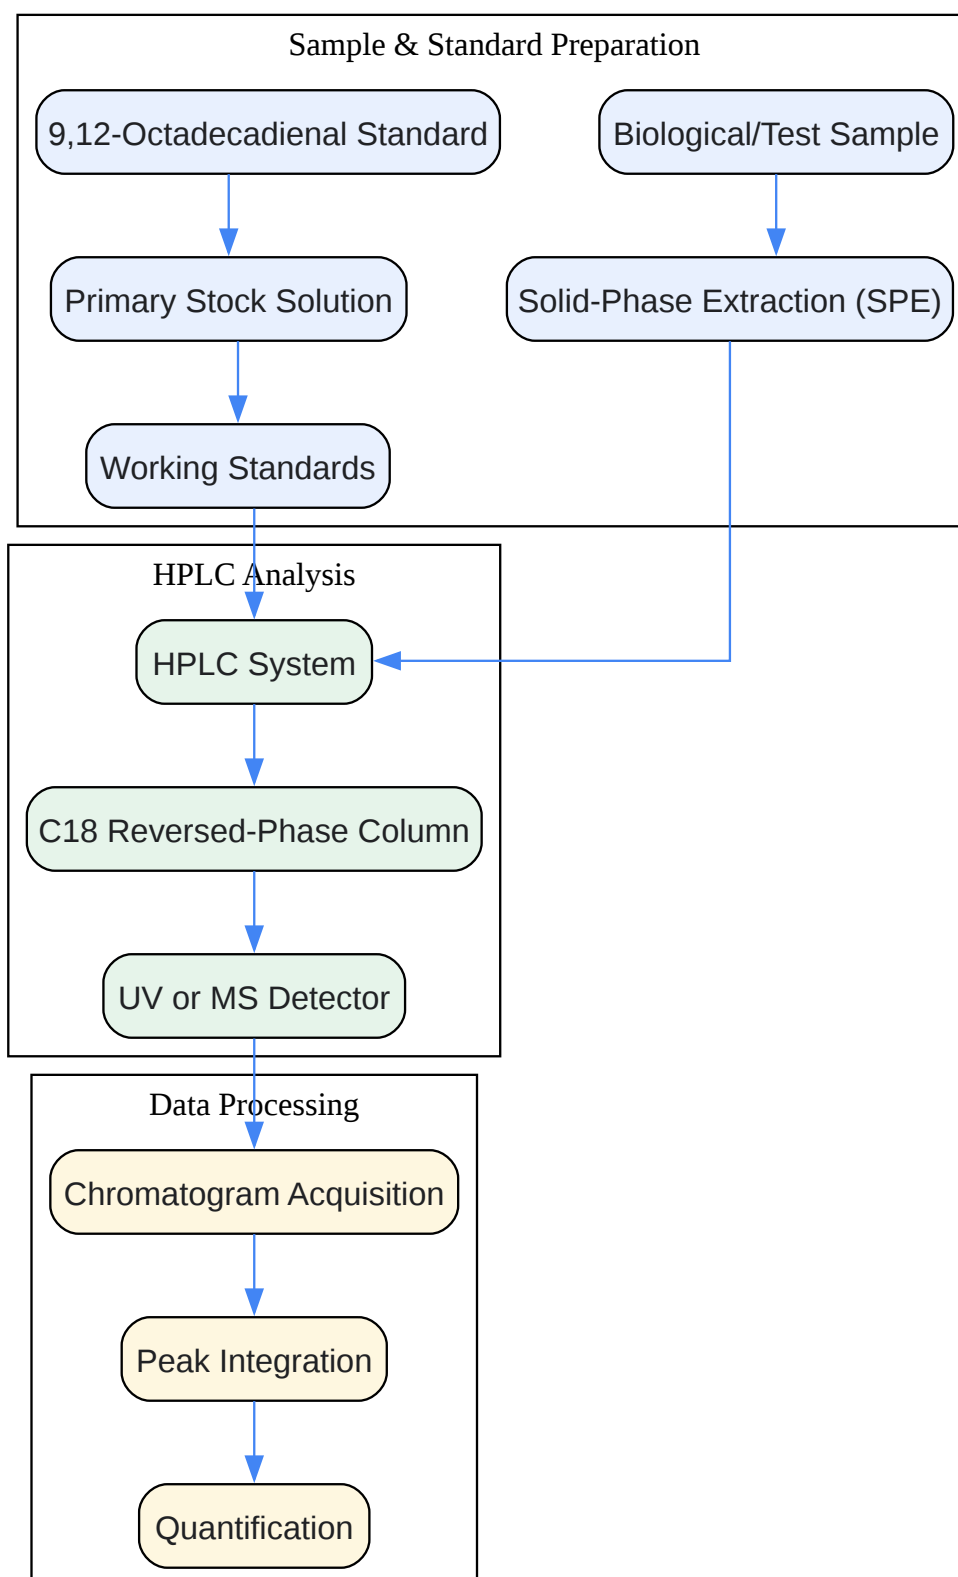 Sample & Standard Preparation
9,12-Octadecadienal Standard
Biological/Test Sample
Primary Stock Solution
Solid-Phase Extraction (SPE)
Working Standards
HPLC Analysis
HPLC System
C18 Reversed-Phase Column
UV or MS Detector
Data Processing
Chromatogram Acquisition
Peak Integration
Quantification